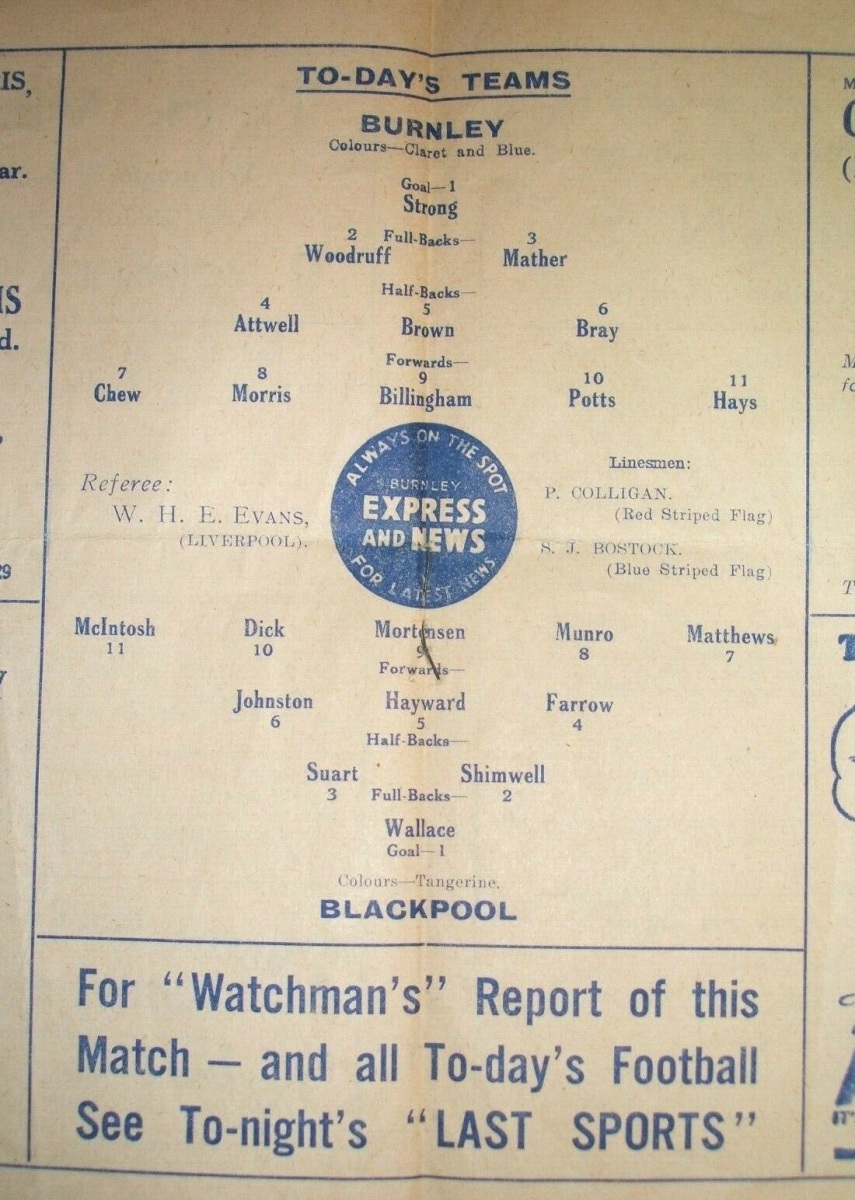 TO-DAY'S TEAMS
BURNLEY
Colours—Claret and Blue.
Goal—1
Strong
2 Full-Backs— 3
Woodruff Mather
Half-Backs—
4 5 6
Attwell Brown Bray
Forwards—
7 8 9 10 11
Chew Morris Billingham Potts Hays
Referee:
W. H. E. EVANS,
(LIVERPOOL).
ALWAYS ON THE SPOT
BURNLEY
EXPRESS
AND NEWS
FOR LATEST NEWS
Linesmen:
P. COLLIGAN.
(Red Striped Flag)
S. J. BOSTOCK.
(Blue Striped Flag)
McIntosh Dick Mortensen Munro Matthews
11 10 9 8 7
Forwards—
Johnston Hayward Farrow
6 5 4
Half-Backs—
Suart Shimwell
3 Full-Backs— 2
Wallace
Goal—1
Colours—Tangerine.
BLACKPOOL
For "Watchman's" Report of this
Match — and all To-day's Football
See To-night's "LAST SPORTS"
IS,
ar.
d.
29